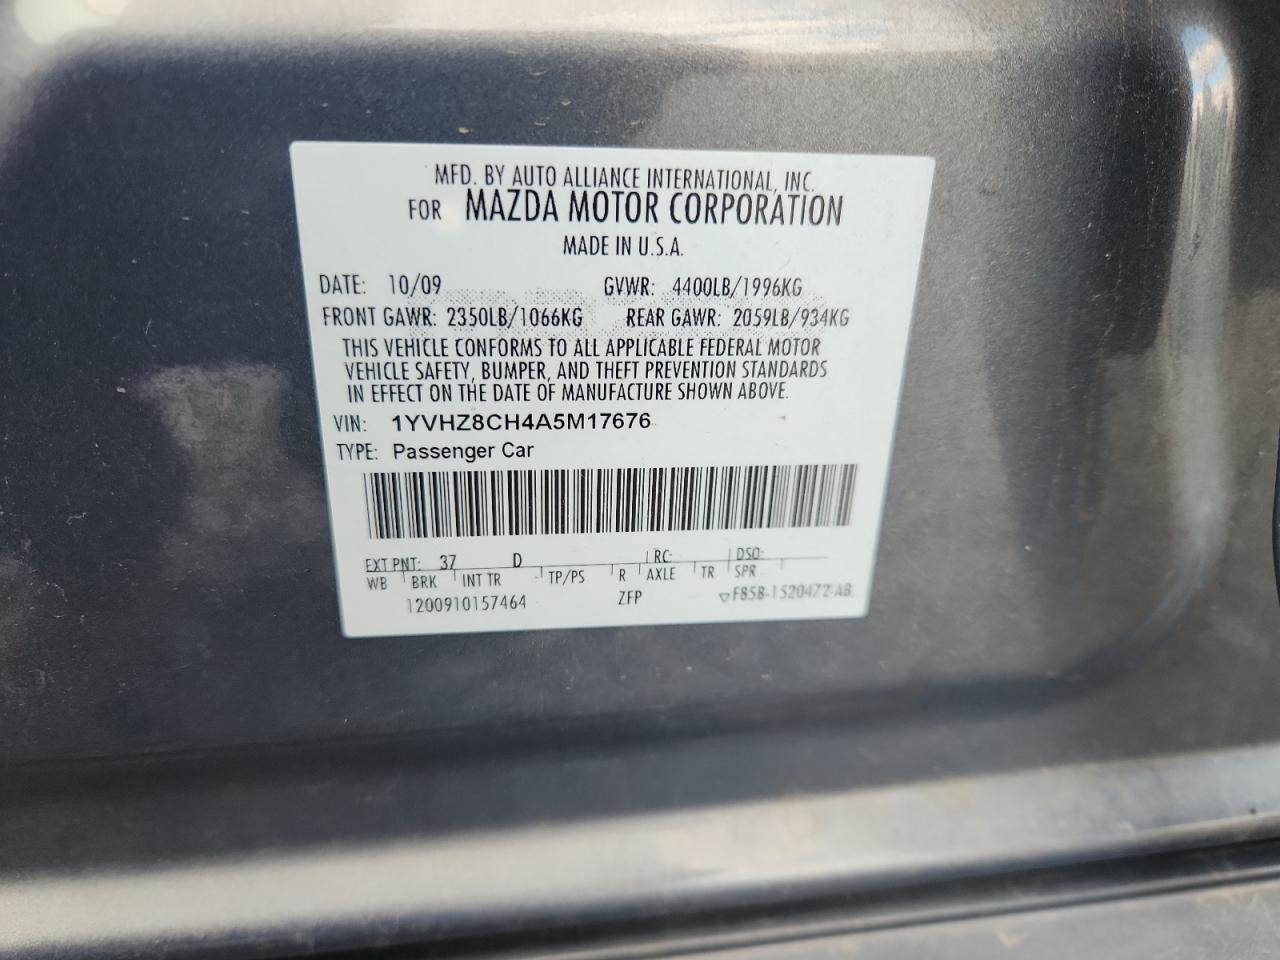 MFD. BY AUTO ALLIANCE INTERNATIONAL, INC.
FOR MAZDA MOTOR CORPORATION
MADE IN U.S.A.
DATE: 10/09 GVWR: 4400LB/1996KG
FRONT GAWR: 2350LB/1066KG REAR GAWR: 2059LB/934KG
THIS VEHICLE CONFORMS TO ALL APPLICABLE FEDERAL MOTOR
VEHICLE SAFETY, BUMPER, AND THEFT PREVENTION STANDARDS
IN EFFECT ON THE DATE OF MANUFACTURE SHOWN ABOVE.
VIN: 1YVHZ8CH4A5M17676
TYPE: Passenger Car
EXT PNT: 37 D RC: DSO:
WB BRK INT TR TP/PS R AXLE TR SPR
1200910157464 ZFP F85B-1520472-AB